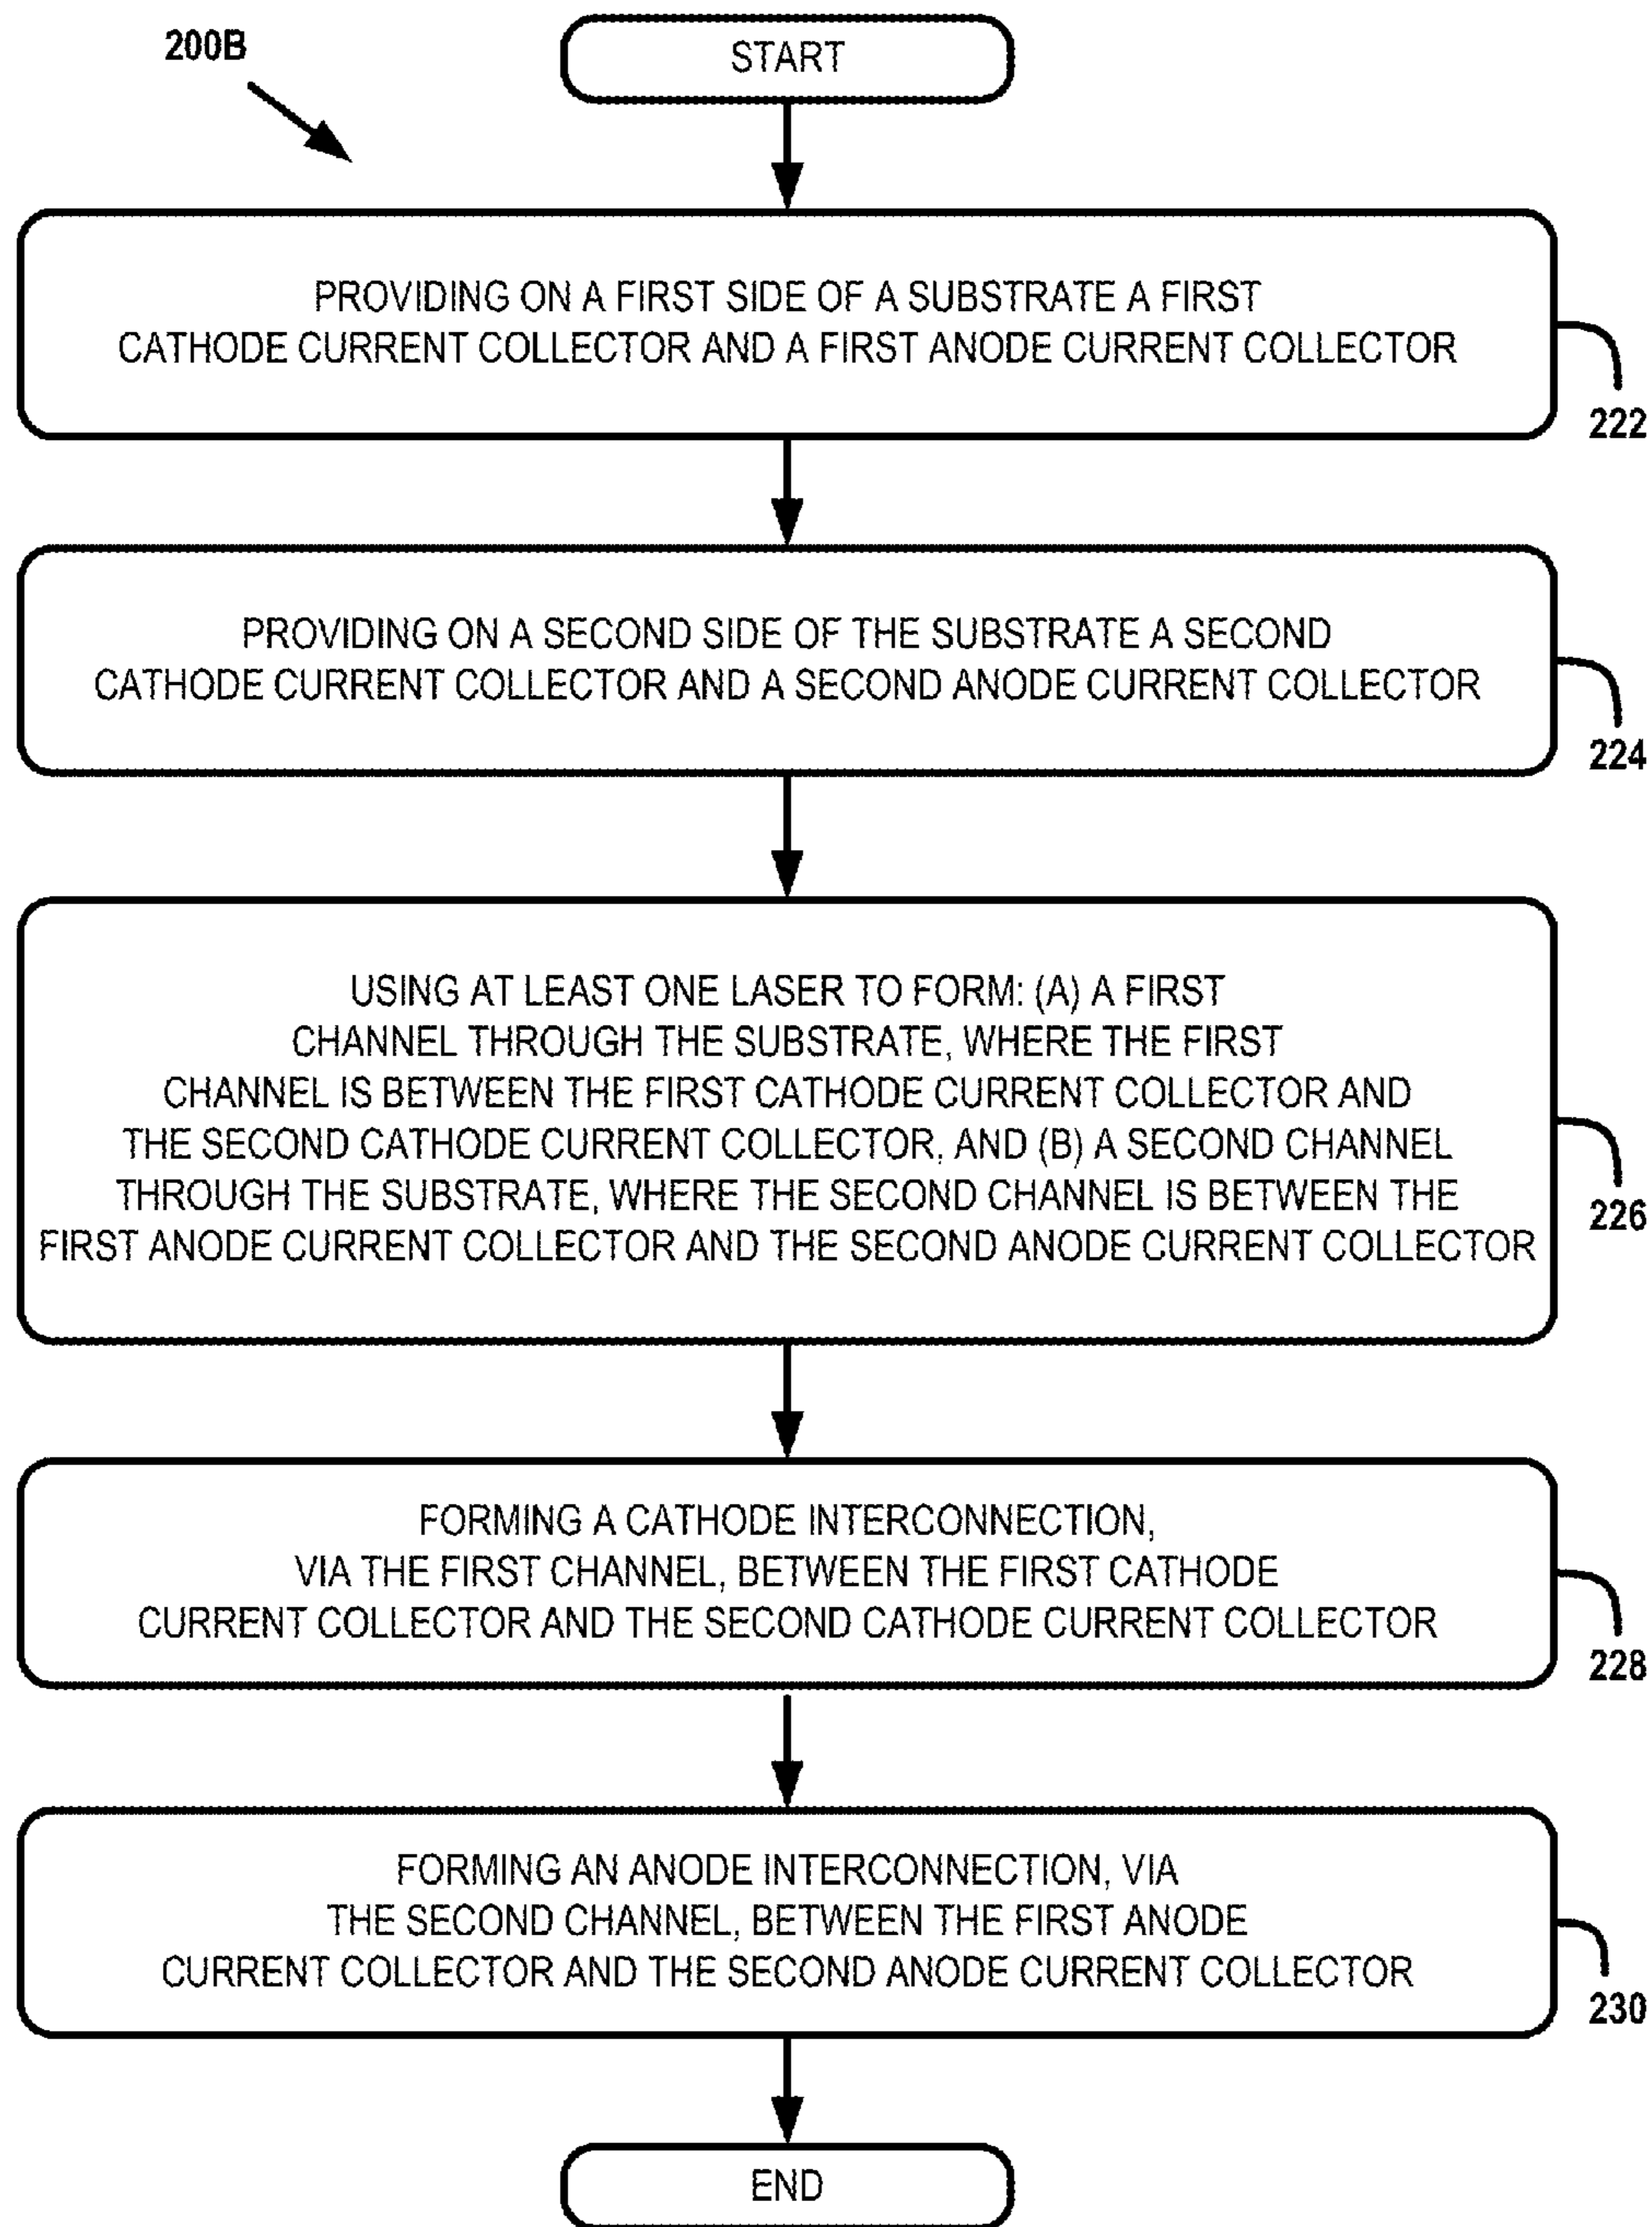 200B
START
PROVIDING ON A FIRST SIDE OF A SUBSTRATE A FIRST
CATHODE CURRENT COLLECTOR AND A FIRST ANODE CURRENT COLLECTOR
222
PROVIDING ON A SECOND SIDE OF THE SUBSTRATE A SECOND
CATHODE CURRENT COLLECTOR AND A SECOND ANODE CURRENT COLLECTOR
224
USING AT LEAST ONE LASER TO FORM: (A) A FIRST
CHANNEL THROUGH THE SUBSTRATE, WHERE THE FIRST
CHANNEL IS BETWEEN THE FIRST CATHODE CURRENT COLLECTOR AND
THE SECOND CATHODE CURRENT COLLECTOR, AND (B) A SECOND CHANNEL
THROUGH THE SUBSTRATE, WHERE THE SECOND CHANNEL IS BETWEEN THE
FIRST ANODE CURRENT COLLECTOR AND THE SECOND ANODE CURRENT COLLECTOR
226
FORMING A CATHODE INTERCONNECTION,
VIA THE FIRST CHANNEL, BETWEEN THE FIRST CATHODE
CURRENT COLLECTOR AND THE SECOND CATHODE CURRENT COLLECTOR
228
FORMING AN ANODE INTERCONNECTION, VIA
THE SECOND CHANNEL, BETWEEN THE FIRST ANODE
CURRENT COLLECTOR AND THE SECOND ANODE CURRENT COLLECTOR
230
END